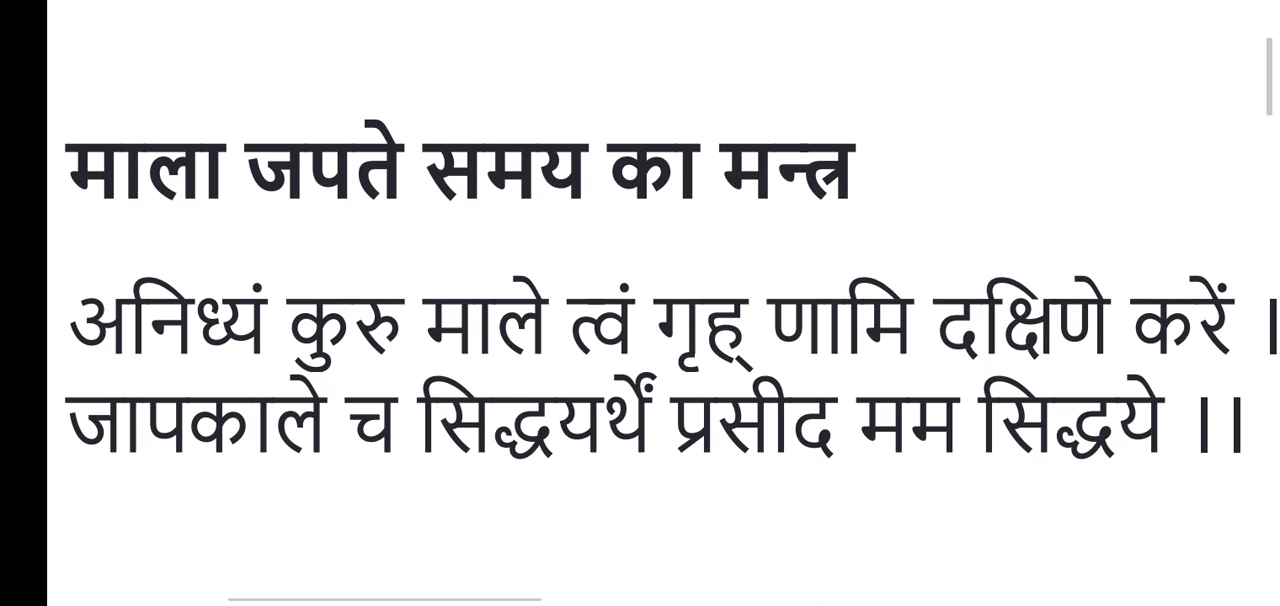 माला जपते समय का मन्त्र
अनिध्यं कुरु माले त्वं गृह् णामि दक्षिणे करें ।
जापकाले च सिद्धयर्थें प्रसीद मम सिद्धये ।।